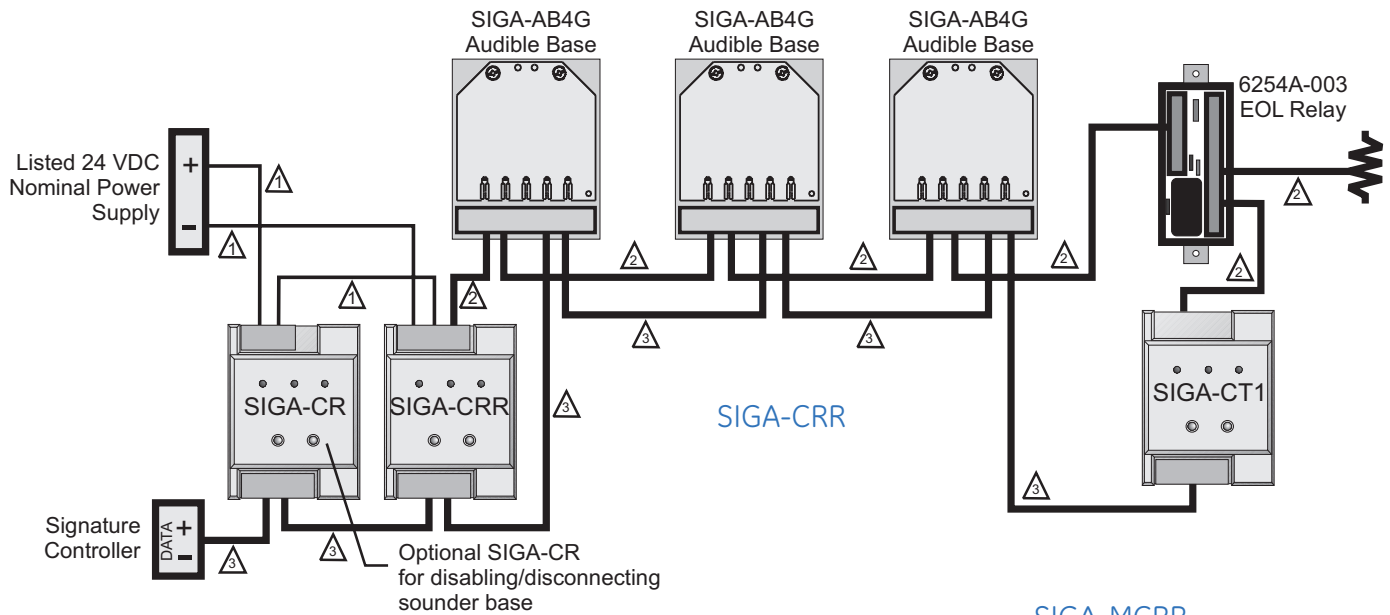 SIGA-AB4G
Audible Base
SIGA-AB4G
Audible Base
SIGA-AB4G
Audible Base
6254A-003
EOL Relay
Listed 24 VDC
Nominal Power
Supply
+
-
1
1
1
2
2
2
2
2
2
3
3
3
SIGA-CR
SIGA-CRR
SIGA-CRR
SIGA-CT1
3
Signature
Controller
DATA
+
-
3
3
Optional SIGA-CR
for disabling/disconnecting
sounder base
SIGA-MCRR